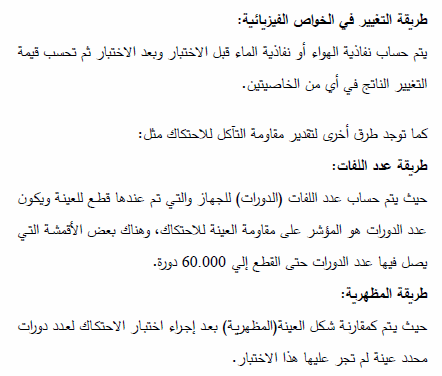 طريقة التغيير في الخواص الفيزيائية:
يتم حساب نفاذية الهواء أو نفاذية الماء قبل الاختبار وبعد الاختبار ثم تحسب قيمة
التغيير الناتج في أي من الخاصيتين.
كما توجد طرق أخرى لتقدير مقاومة التآكل للاحتكاك مثل:
طريقة عدد اللفات:
حيث يتم حساب عدد اللفات (الدورات) للجهاز والتي تم عندها قطع للعينة ويكون
عدد الدورات هو المؤشر على مقاومة العينة للاحتكاك، وهناك بعض الأقمشة التي
يصل فيها عدد الدورات حتى القطع إلي 60.000 دورة.
طريقة المظهرية:
حيث يتم كمقارنة شكل العينة(المظهرية) بعد إجراء اختبار الاحتكاك لعدد دورات
محدد عينة لم تجر عليها هذا الاختبار.